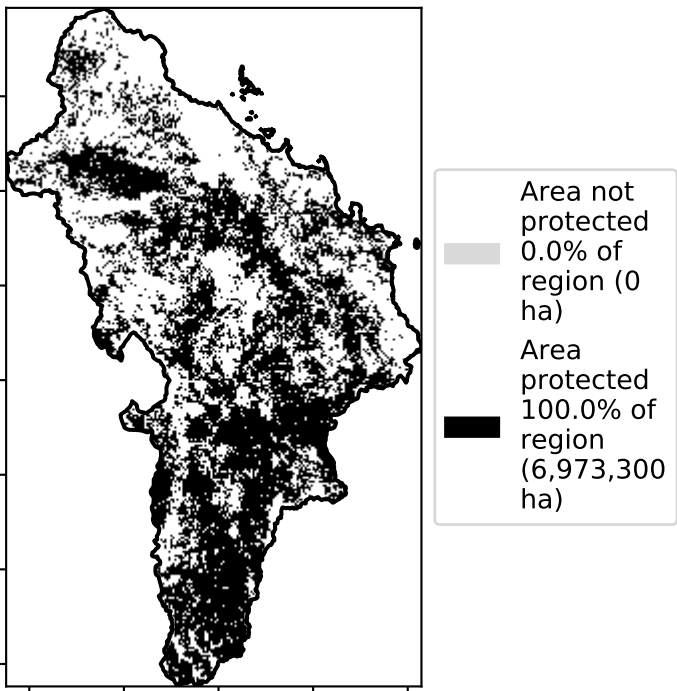 Area not
protected
0.0% of
region (0
ha)
Area
protected
100.0% of
region
(6,973,300
ha)